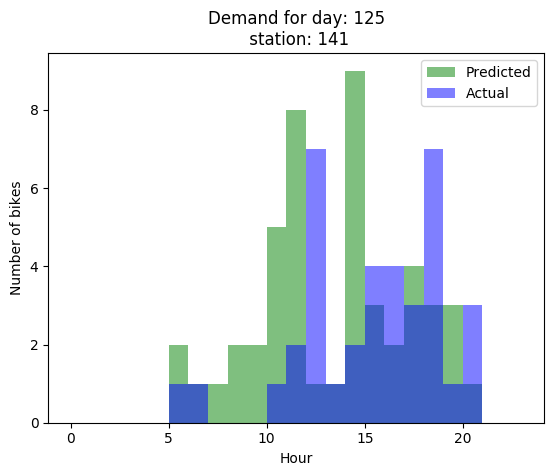 Demand for day: 125
station: 141
Predicted
Actual
Number of bikes
8
6
4
2
0
0 5 10 15 20
Hour